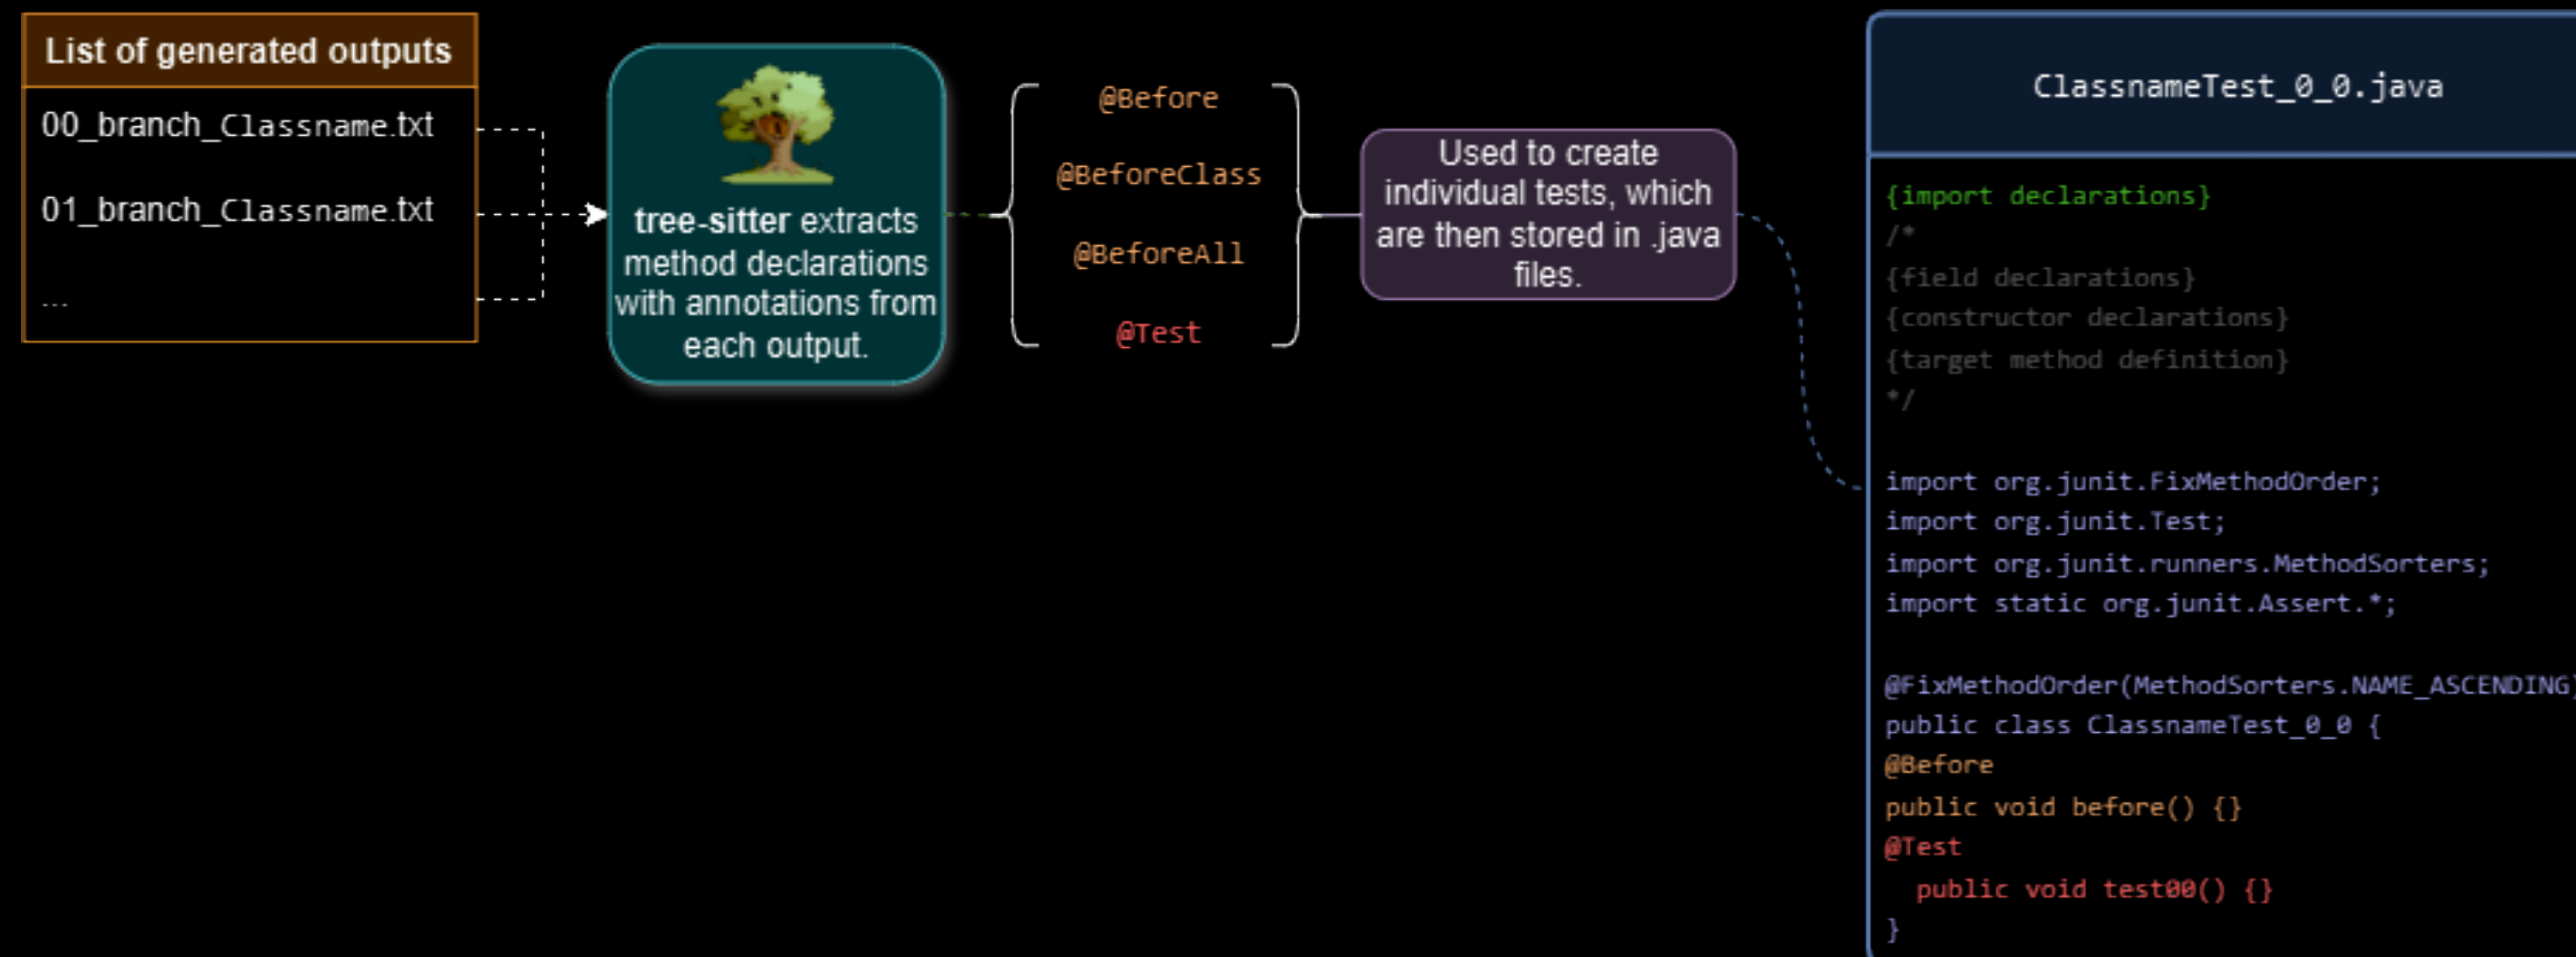 List of generated outputs
00_branch_Classname.txt
01_branch_Classname.txt
...
tree-sitter extracts
method declarations
with annotations from
each output.
@Before
@BeforeClass
@BeforeAll
@Test
Used to create
individual tests, which
are then stored in .java
files.
ClassnameTest_0_0.java
{import declarations}
/*
{field declarations}
{constructor declarations}
{target method definition}
*/
import org.junit.FixMethodOrder;
import org.junit.Test;
import org.junit.runners.MethodSorters;
import static org.junit.Assert.*;
@FixMethodOrder(MethodSorters.NAME_ASCENDING)
public class ClassnameTest_0_0 {
@Before
public void before() {}
@Test
public void test00() {}
}